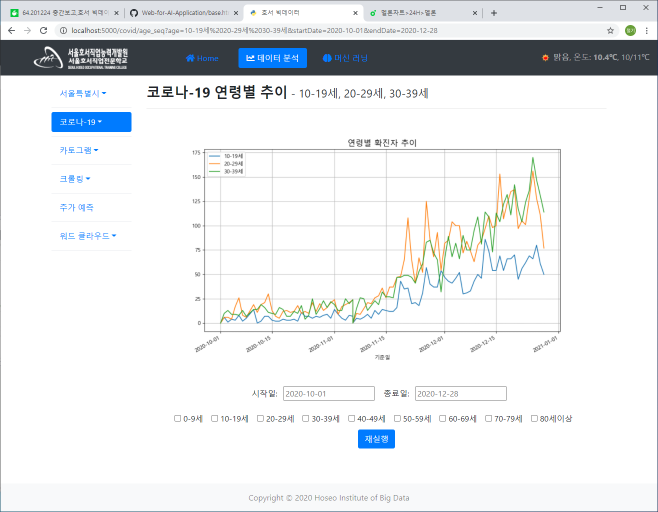 64.201224 중간보고,호서 빅데이
Web-for-AI-Application/base.ht
호서 빅데이터
멜론차트>24H>멜론
localhost:5000/covid/age_seq?age=10-19세%2020-29세%2030-39세&startDate=2020-10-01&endDate=2020-12-28
서울호서직업능력개발원
서울호서직업전문학교
Home
데이터 분석
머신 러닝
맑음, 온도: 10.4°C, 10/11°C
서울특별시
코로나-19
카토그램
크롤링
주가 예측
워드 클라우드
코로나-19 연령별 추이 - 10-19세, 20-29세, 30-39세
연령별 확진자 추이
10-19세
20-29세
30-39세
175
150
125
100
75
50
25
0
2020-10-01
2020-10-15
2020-11-01
2020-11-15
2020-12-01
2020-12-15
2021-01-01
기준일
시작일: 2020-10-01 종료일: 2020-12-28
0-9세 10-19세 20-29세 30-39세 40-49세 50-59세 60-69세 70-79세 80세이상
재실행
Copyright © 2020 Hoseo Institute of Big Data